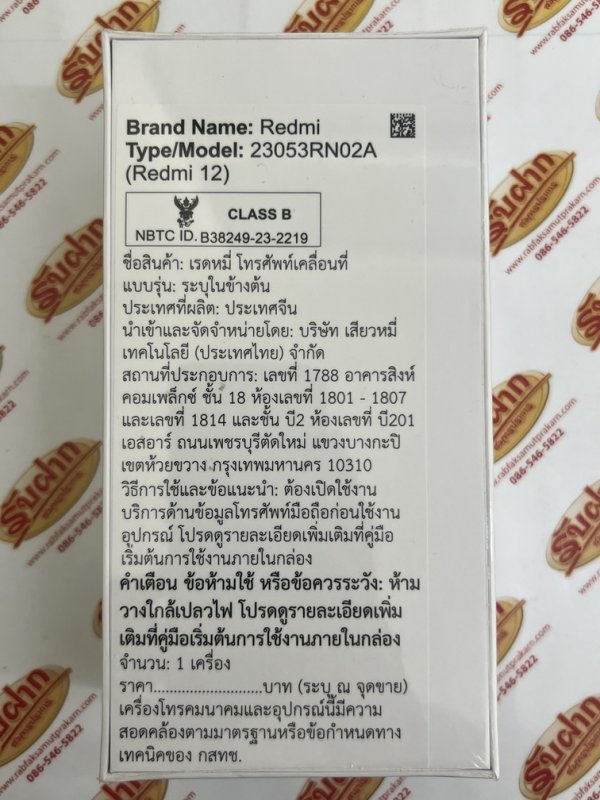 Brand Name: Redmi
Type/Model: 23053RN02A
(Redmi 12)
CLASS B
NBTC ID. B38249-23-2219
ชื่อสินค้า: เรดหมี่ โทรศัพท์เคลื่อนที่
แบบรุ่น: ระบุในข้างต้น
ประเทศที่ผลิต: ประเทศจีน
นำเข้าและจัดจำหน่ายโดย: บริษัท เสียวหมี่
เทคโนโลยี (ประเทศไทย) จำกัด
สถานที่ประกอบการ: เลขที่ 1788 อาคารสิงห์
คอมเพล็กซ์ ชั้น 18 ห้องเลขที่ 1801 - 1807
และเลขที่ 1814 และชั้น บี2 ห้องเลขที่ บี201
เอสอาร์ ถนนเพชรบุรีตัดใหม่ แขวงบางกะปิ
เขตห้วยขวาง กรุงเทพมหานคร 10310
วิธีการใช้และข้อแนะนำ: ต้องเปิดใช้งาน
บริการด้านข้อมูลโทรศัพท์มือถือก่อนใช้งาน
อุปกรณ์ โปรดดูรายละเอียดเพิ่มเติมที่คู่มือ
เริ่มต้นการใช้งานภายในกล่อง
คำเตือน ข้อห้ามใช้ หรือข้อควรระวัง: ห้าม
วางใกล้เปลวไฟ โปรดดูรายละเอียดเพิ่ม
เติมที่คู่มือเริ่มต้นการใช้งานภายในกล่อง
จำนวน: 1 เครื่อง
ราคา...........................บาท (ระบุ ณ จุดขาย)
เครื่องโทรคมนาคมและอุปกรณ์นี้มีความ
สอดคล้องตามมาตรฐานหรือข้อกำหนดทาง
เทคนิคของ กสทช.
รับฝาก
www.rabfaksamutprakarn.com
086-546-5822